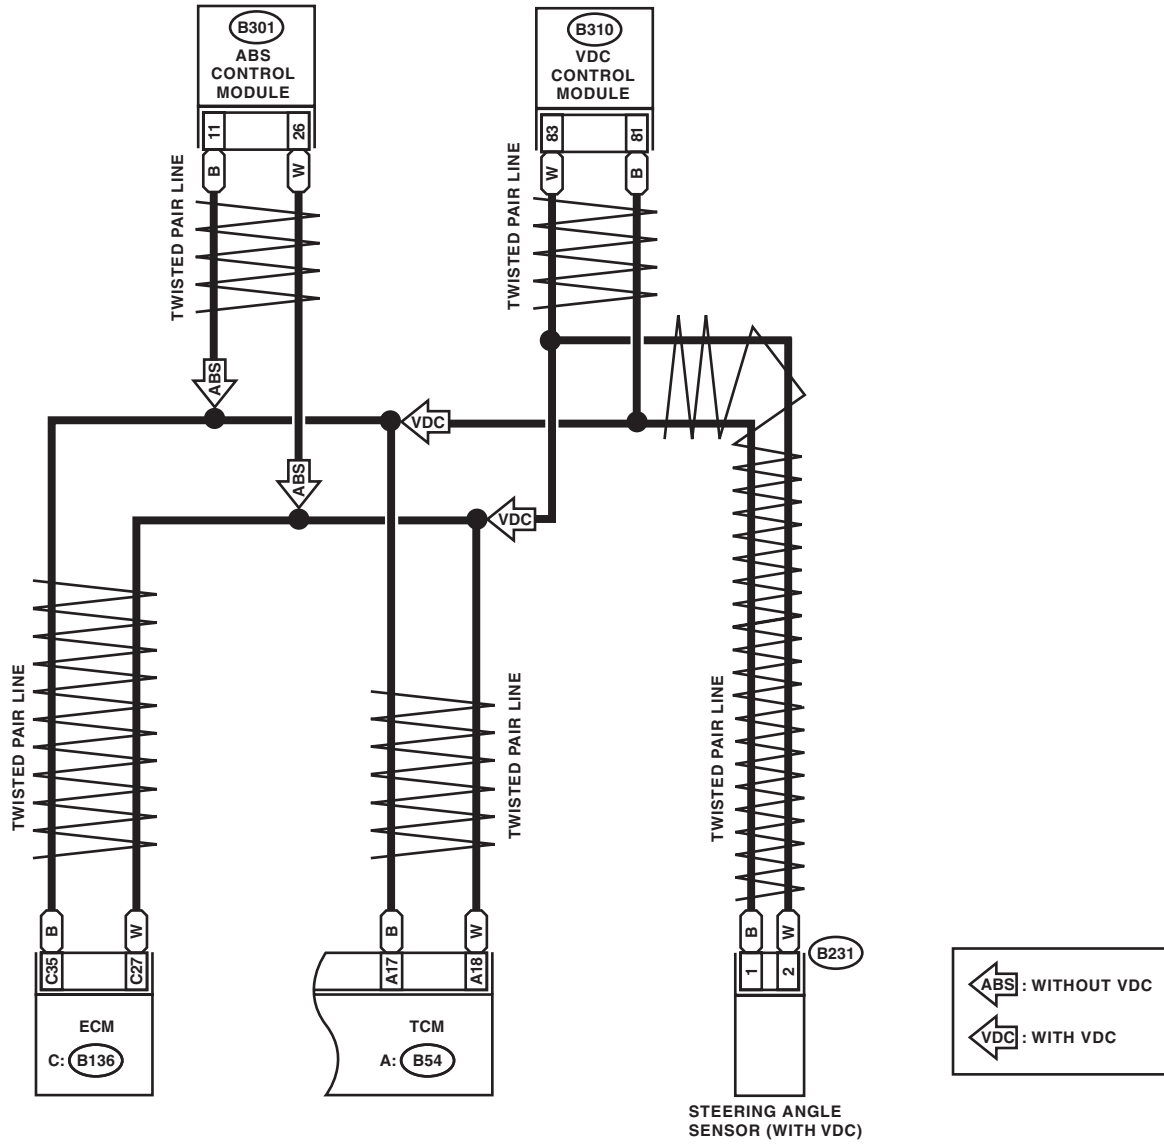 B301
ABS
CONTROL
MODULE
11
26
B
W
TWISTED PAIR LINE
B310
VDC
CONTROL
MODULE
83
81
W
B
TWISTED PAIR LINE
ABS
VDC
ABS
VDC
TWISTED PAIR LINE
TWISTED PAIR LINE
TWISTED PAIR LINE
B
W
C35
C27
ECM
C: B136
B
W
A17
A18
TCM
A: B54
B
W
1
2
B231
STEERING ANGLE
SENSOR (WITH VDC)
ABS : WITHOUT VDC
VDC : WITH VDC